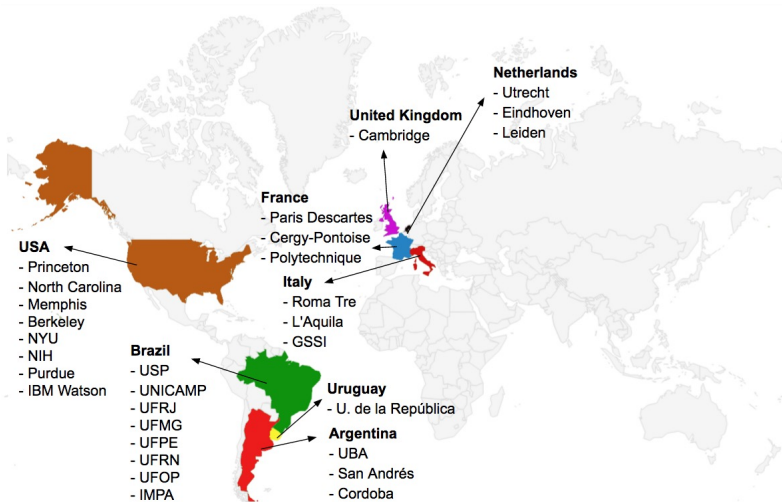 Netherlands
- Utrecht
- Eindhoven
- Leiden
United Kingdom
- Cambridge
France
- Paris Descartes
- Cergy-Pontoise
- Polytechnique
USA
- Princeton
- North Carolina
- Memphis
- Berkeley
- NYU
- NIH
- Purdue
- IBM Watson
Italy
- Roma Tre
- L'Aquila
- GSSI
Brazil
- USP
- UNICAMP
- UFRJ
- UFMG
- UFPE
- UFRN
- UFOP
- IMPA
Uruguay
- U. de la República
Argentina
- UBA
- San Andrés
- Cordoba